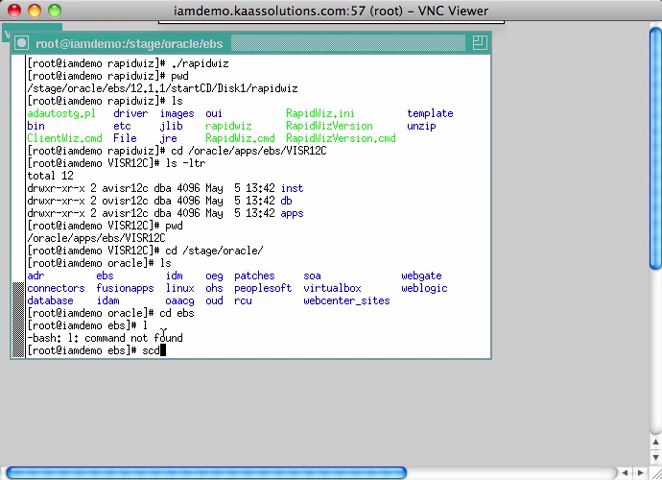 iamdemo.kaassolutions.com:57 (root) - VNC Viewer
v
root@iamdemo:/stage/oracle/ebs
[root@iamdemo rapidwiz]# ./rapidwiz
[root@iamdemo rapidwiz]# pwd
/stage/oracle/ebs/12.1.1/startCD/Disk1/rapidwiz
[root@iamdemo rapidwiz]# ls
adautostg.pl driver images oui RapidWiz.ini template
bin etc jlib rapidwiz RapidWizVersion unzip
ClientWiz.cmd File jre RapidWiz.cmd RapidWizVersion.cmd
[root@iamdemo rapidwiz]# cd /oracle/apps/ebs/VISR12C
[root@iamdemo VISR12C]# ls -ltr
total 12
drwxr-xr-x 2 avisr12c dba 4096 May 5 13:42 inst
drwxr-xr-x 2 avisr12c dba 4096 May 5 13:42 db
drwxr-xr-x 2 avisr12c dba 4096 May 5 13:42 apps
[root@iamdemo VISR12C]# pwd
/oracle/apps/ebs/VISR12C
[root@iamdemo VISR12C]# cd /stage/oracle/
[root@iamdemo oracle]# ls
adr ebs idm oeg patches soa webgate
connectors fusionapps linux ohs peoplesoft virtualbox weblogic
database idam oaacg oud rcu webcenter_sites
[root@iamdemo oracle]# cd ebs
[root@iamdemo ebs]# l
-bash: l: command not found
[root@iamdemo ebs]# scd